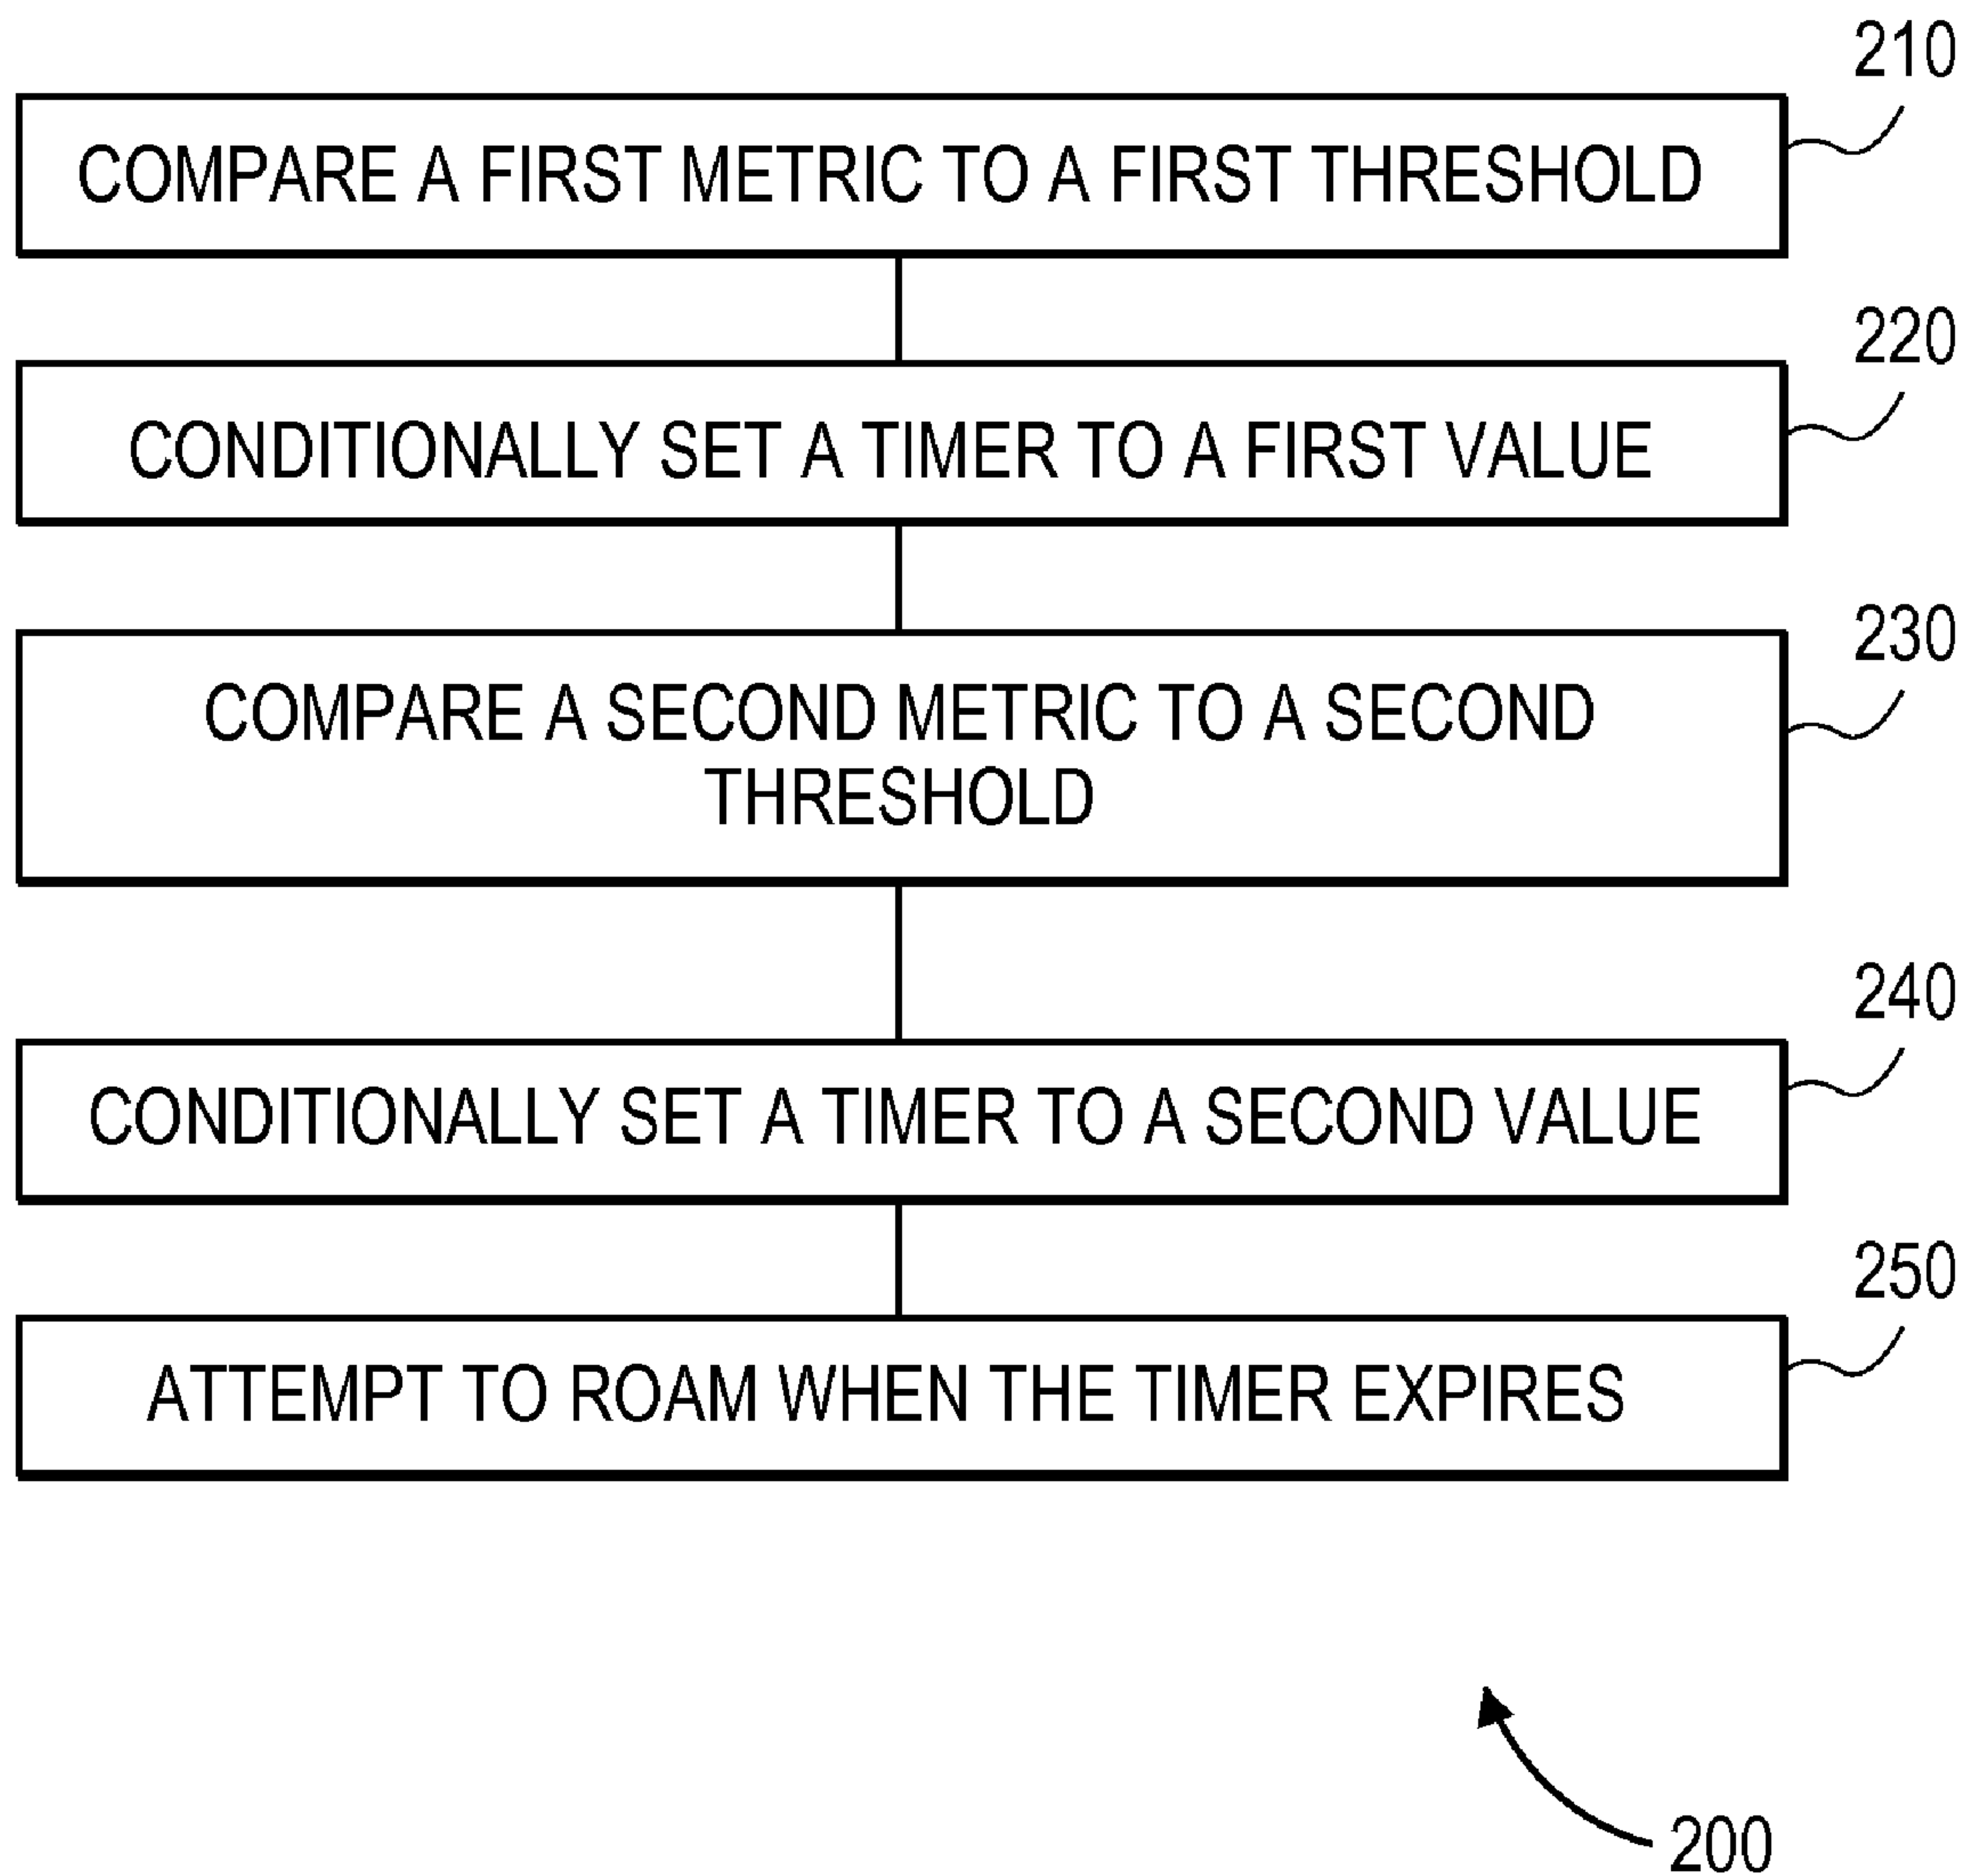 210
COMPARE A FIRST METRIC TO A FIRST THRESHOLD
220
CONDITIONALLY SET A TIMER TO A FIRST VALUE
230
COMPARE A SECOND METRIC TO A SECOND
THRESHOLD
240
CONDITIONALLY SET A TIMER TO A SECOND VALUE
250
ATTEMPT TO ROAM WHEN THE TIMER EXPIRES
200